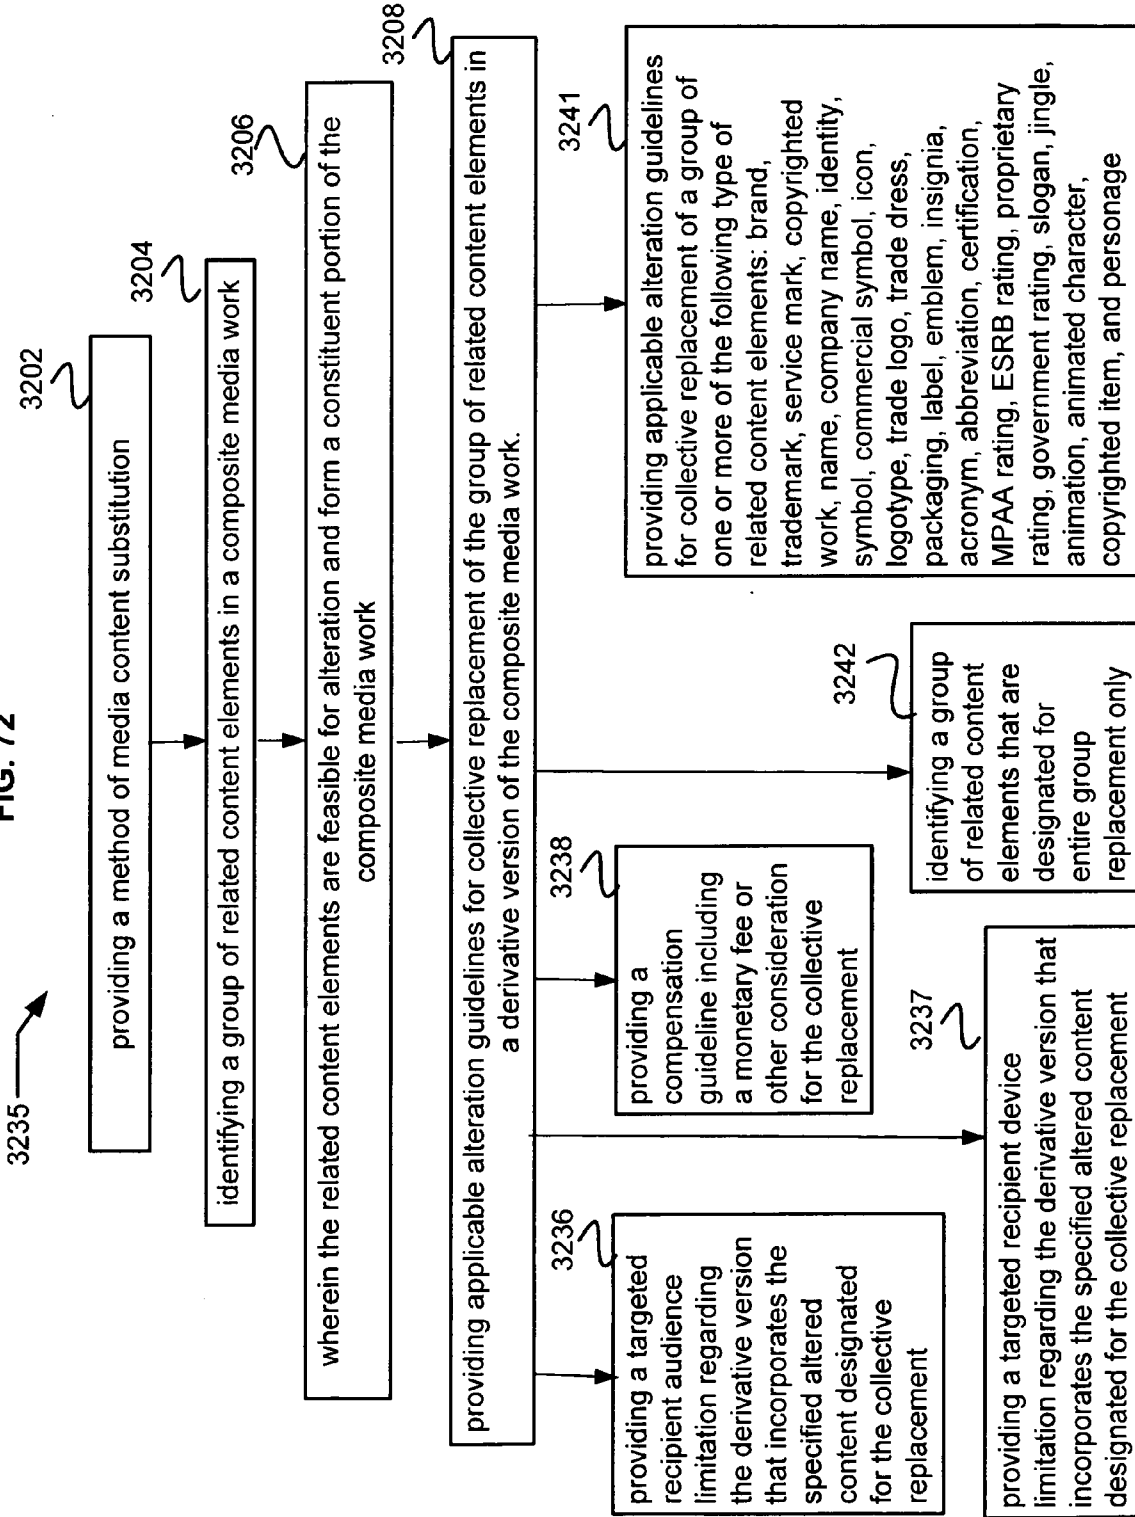 FIG. 72
3235
3202
providing a method of media content substitution
3204
identifying a group of related content elements in a composite media work
3206
wherein the related content elements are feasible for alteration and form a constituent portion of the
composite media work
3208
providing applicable alteration guidelines for collective replacement of the group of related content elements in
a derivative version of the composite media work.
3236
providing a targeted
recipient audience
limitation regarding
the derivative version
that incorporates the
specified altered
content designated
for the collective
replacement
3237
providing a targeted recipient device
limitation regarding the derivative version that
incorporates the specified altered content
designated for the collective replacement
3238
providing a
compensation
guideline including
a monetary fee or
other consideration
for the collective
replacement
3242
identifying a group
of related content
elements that are
designated for
entire group
replacement only
3241
providing applicable alteration guidelines
for collective replacement of a group of
one or more of the following type of
related content elements: brand,
trademark, service mark, copyrighted
work, name, company name, identity,
symbol, commercial symbol, icon,
logotype, trade logo, trade dress,
packaging, label, emblem, insignia,
acronym, abbreviation, certification,
MPAA rating, ESRB rating, proprietary
rating, government rating, slogan, jingle,
animation, animated character,
copyrighted item, and personage